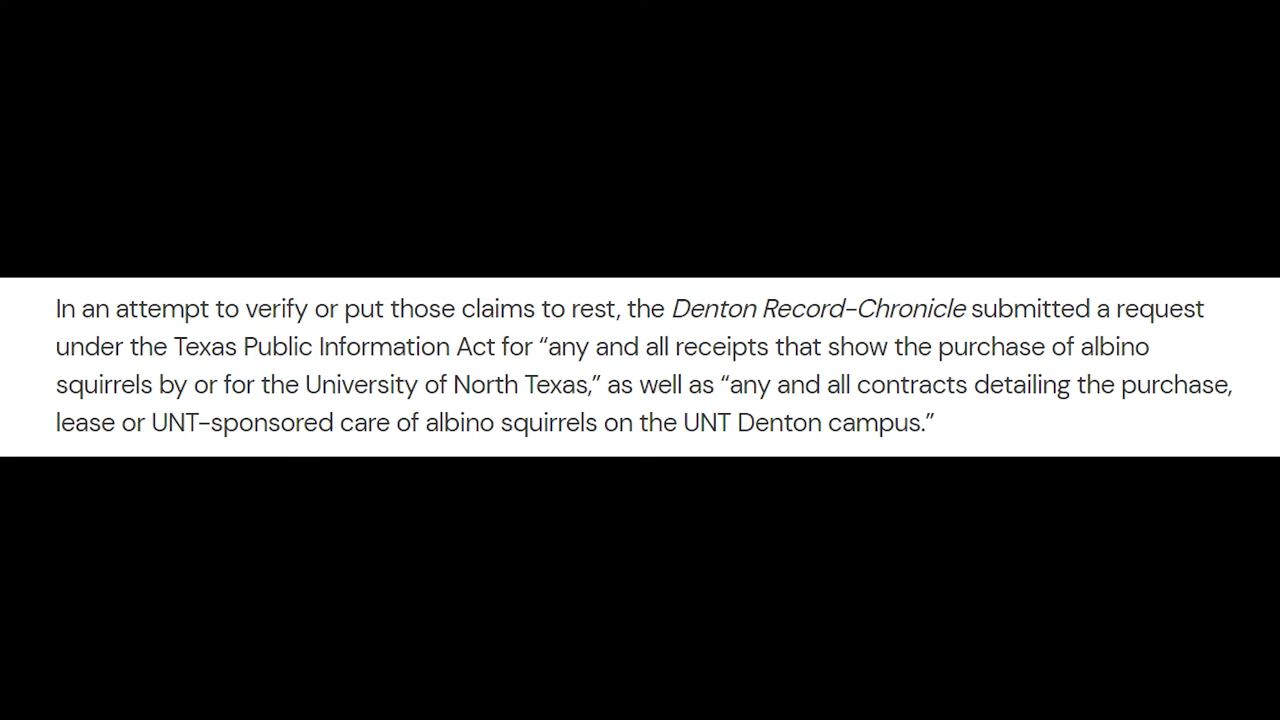 In an attempt to verify or put those claims to rest, the Denton Record-Chronicle submitted a request
under the Texas Public Information Act for “any and all receipts that show the purchase of albino
squirrels by or for the University of North Texas,” as well as “any and all contracts detailing the purchase,
lease or UNT-sponsored care of albino squirrels on the UNT Denton campus.”